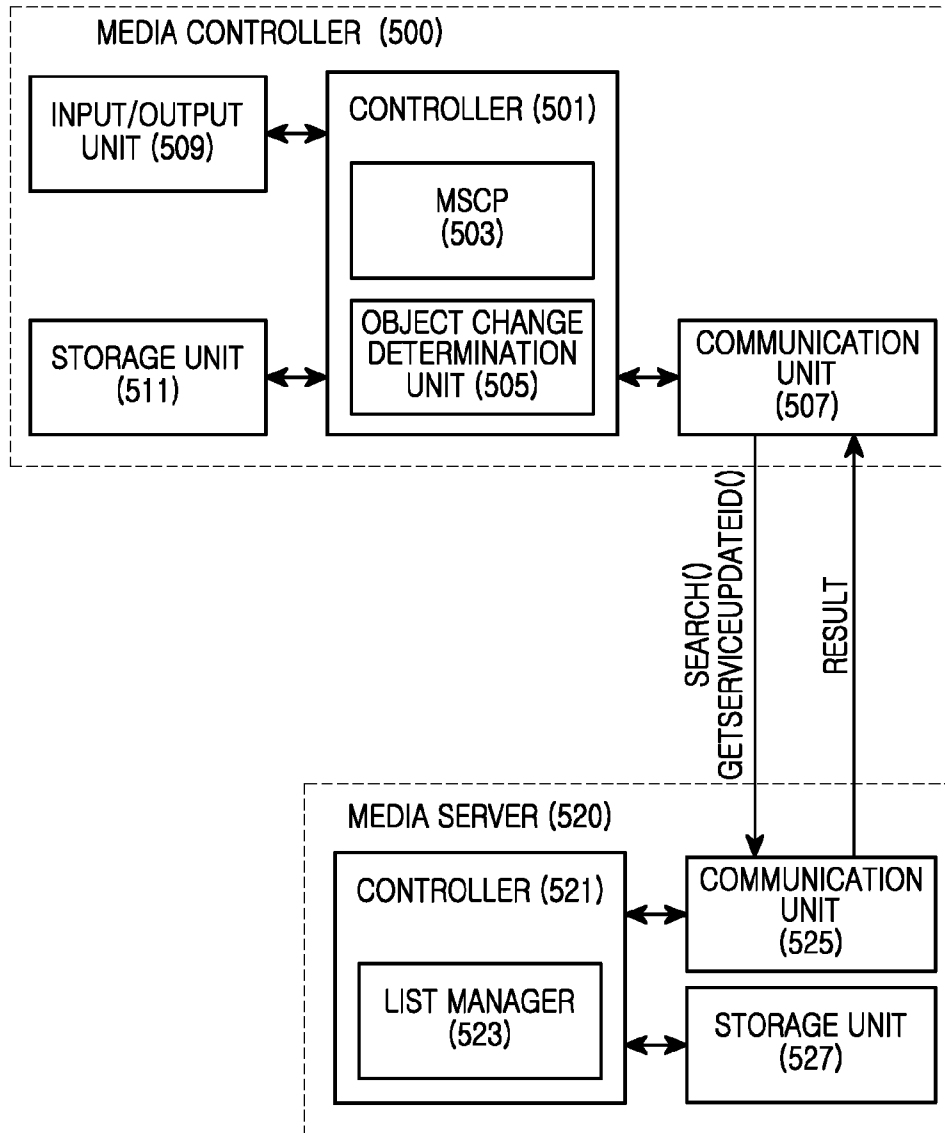 MEDIA CONTROLLER (500)
INPUT/OUTPUT
UNIT (509)
CONTROLLER (501)
MSCP
(503)
OBJECT CHANGE
DETERMINATION
UNIT (505)
STORAGE UNIT
(511)
COMMUNICATION
UNIT
(507)
SEARCH()
GETSERVICEUPDATEID()
RESULT
MEDIA SERVER (520)
CONTROLLER (521)
LIST MANAGER
(523)
COMMUNICATION
UNIT
(525)
STORAGE UNIT
(527)